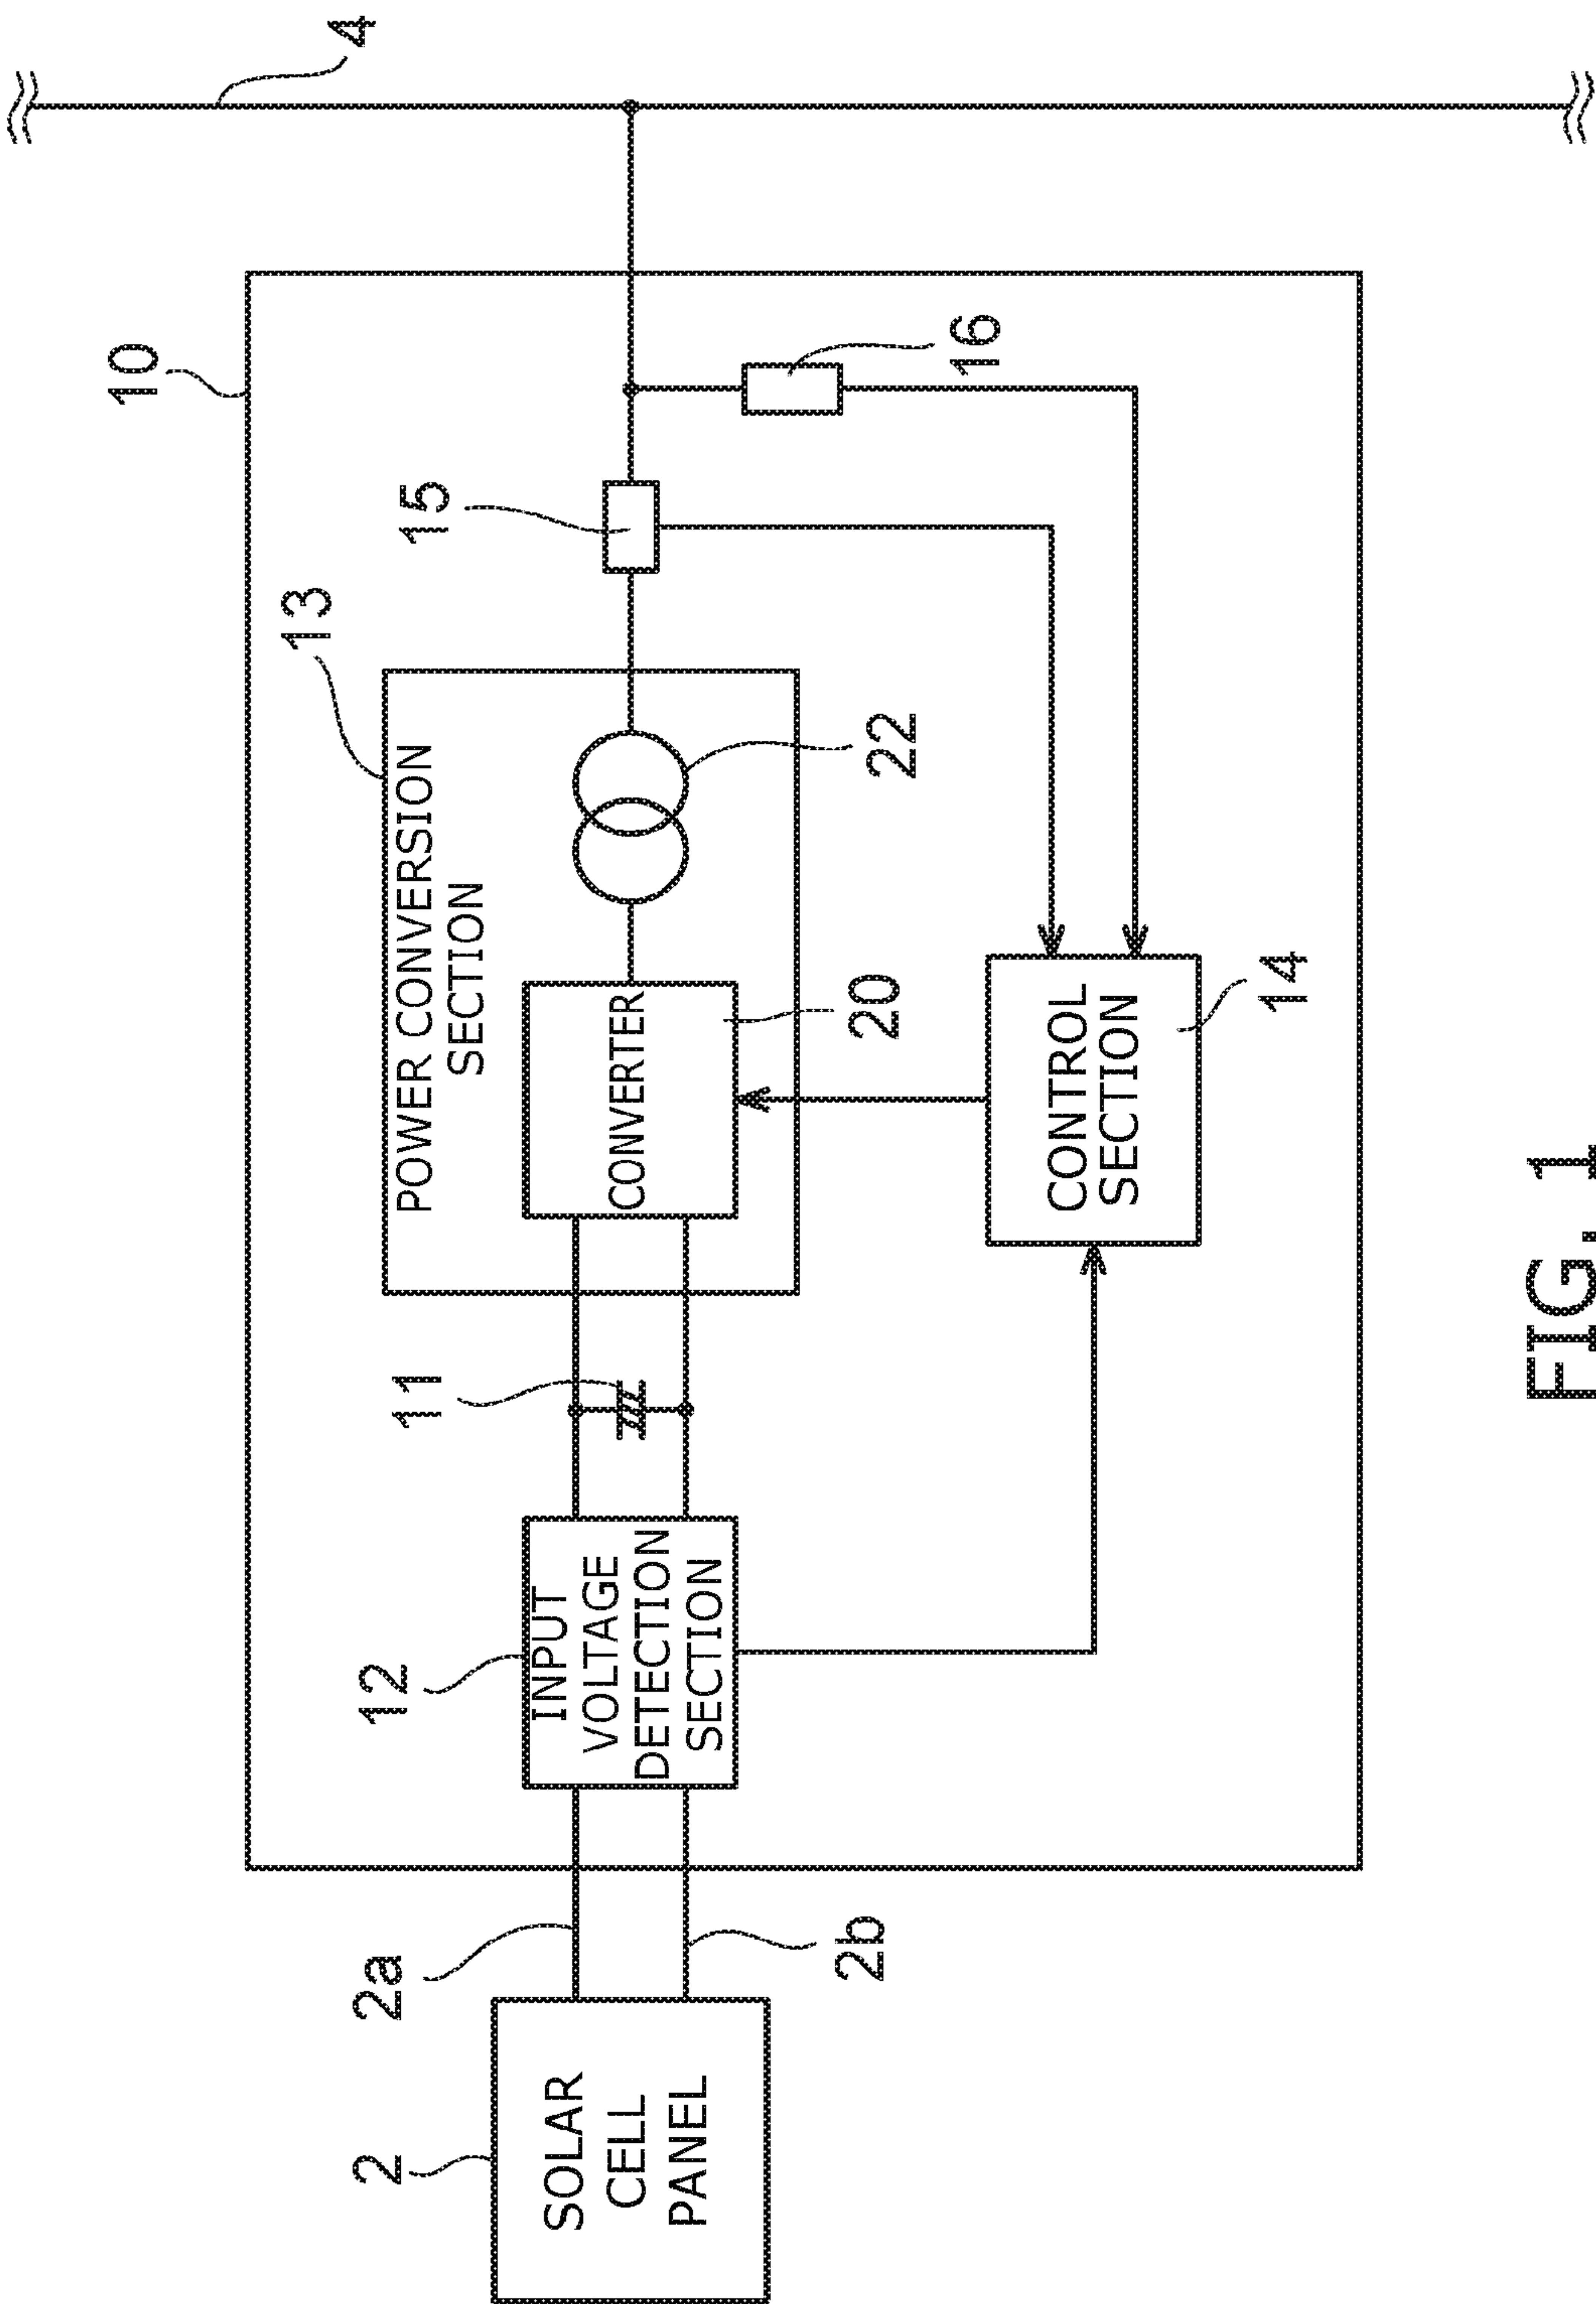 10
4
13
15
16
POWER CONVERSION
SECTION
11
12
2a
2
SOLAR
CELL
PANEL
2b
INPUT
VOLTAGE
DETECTION
SECTION
CONVERTER
20
22
CONTROL
SECTION
14
FIG. 1